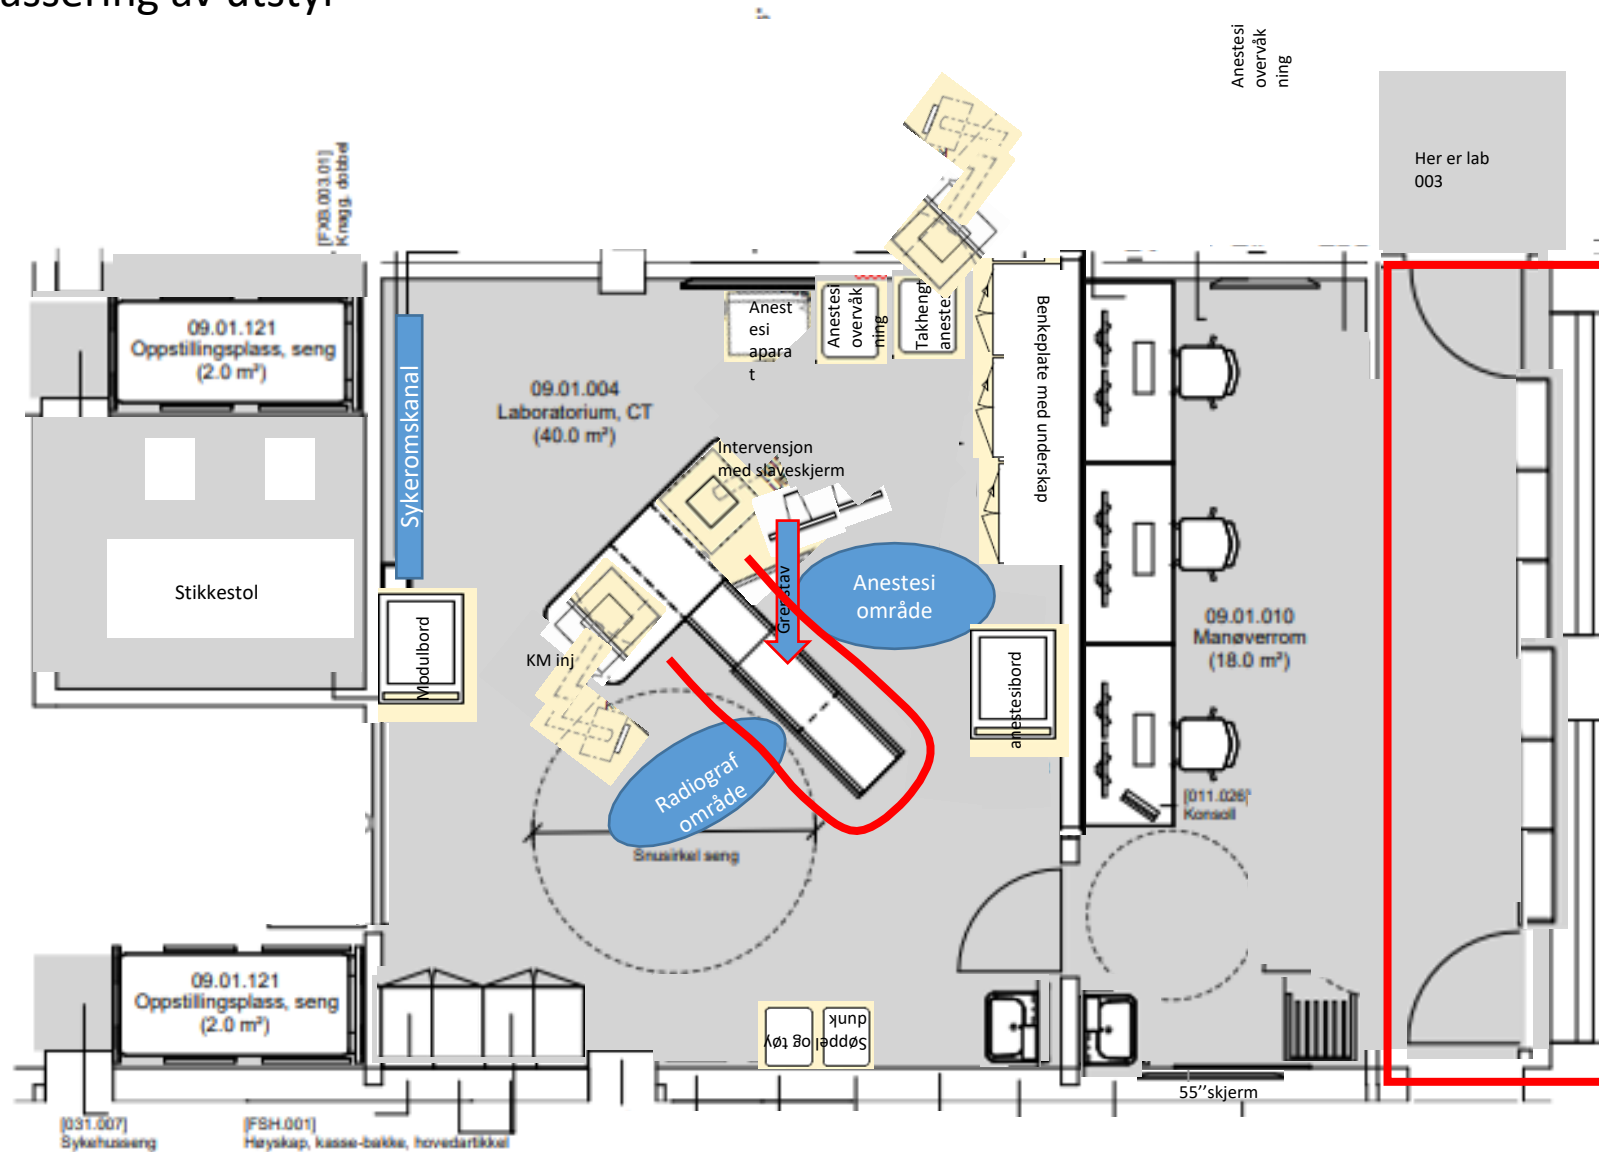 av utstyr
Anestesi
overvåk
ning
Her er lab
003
[FXB.003.01]
Knagg, dobbel
09.01.121
Oppstillingsplass, seng
(2.0 m²)
Sykeromskanal
09.01.004
Laboratorium, CT
(40.0 m²)
Anest
esi
apara
t
Anestesi
overvåk
ning
Takhengt
anestes
Benkeplate med underskap
Intervensjon
med slaveskjerm
Stikkestol
Modulbord
KM inj
Grenstav
Anestesi
område
anestesibord
09.01.010
Manøverrom
(18.0 m²)
Radiograf
område
[011.026]
Konsoll
Snusirkel seng
09.01.121
Oppstillingsplass, seng
(2.0 m²)
tøy og
Søppel
dunk
55’’skjerm
[031.007]
Sykehusseng
[FSH.001]
Høyskap, kasse-bakke, hovedartikkel